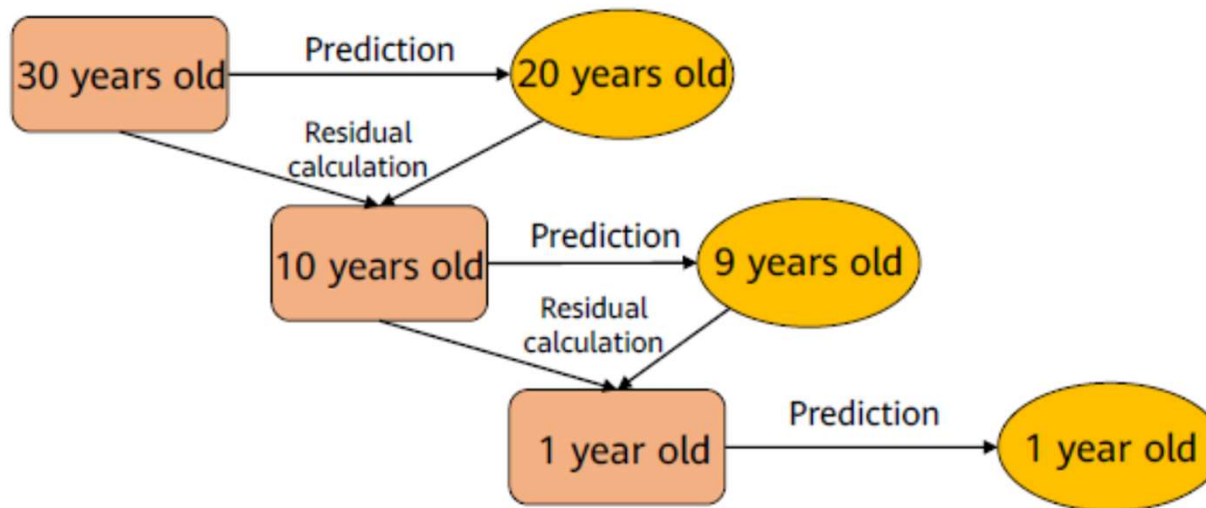 30 years old
Prediction
20 years old
Residual
calculation
10 years old
Prediction
9 years old
Residual
calculation
1 year old
Prediction
1 year old